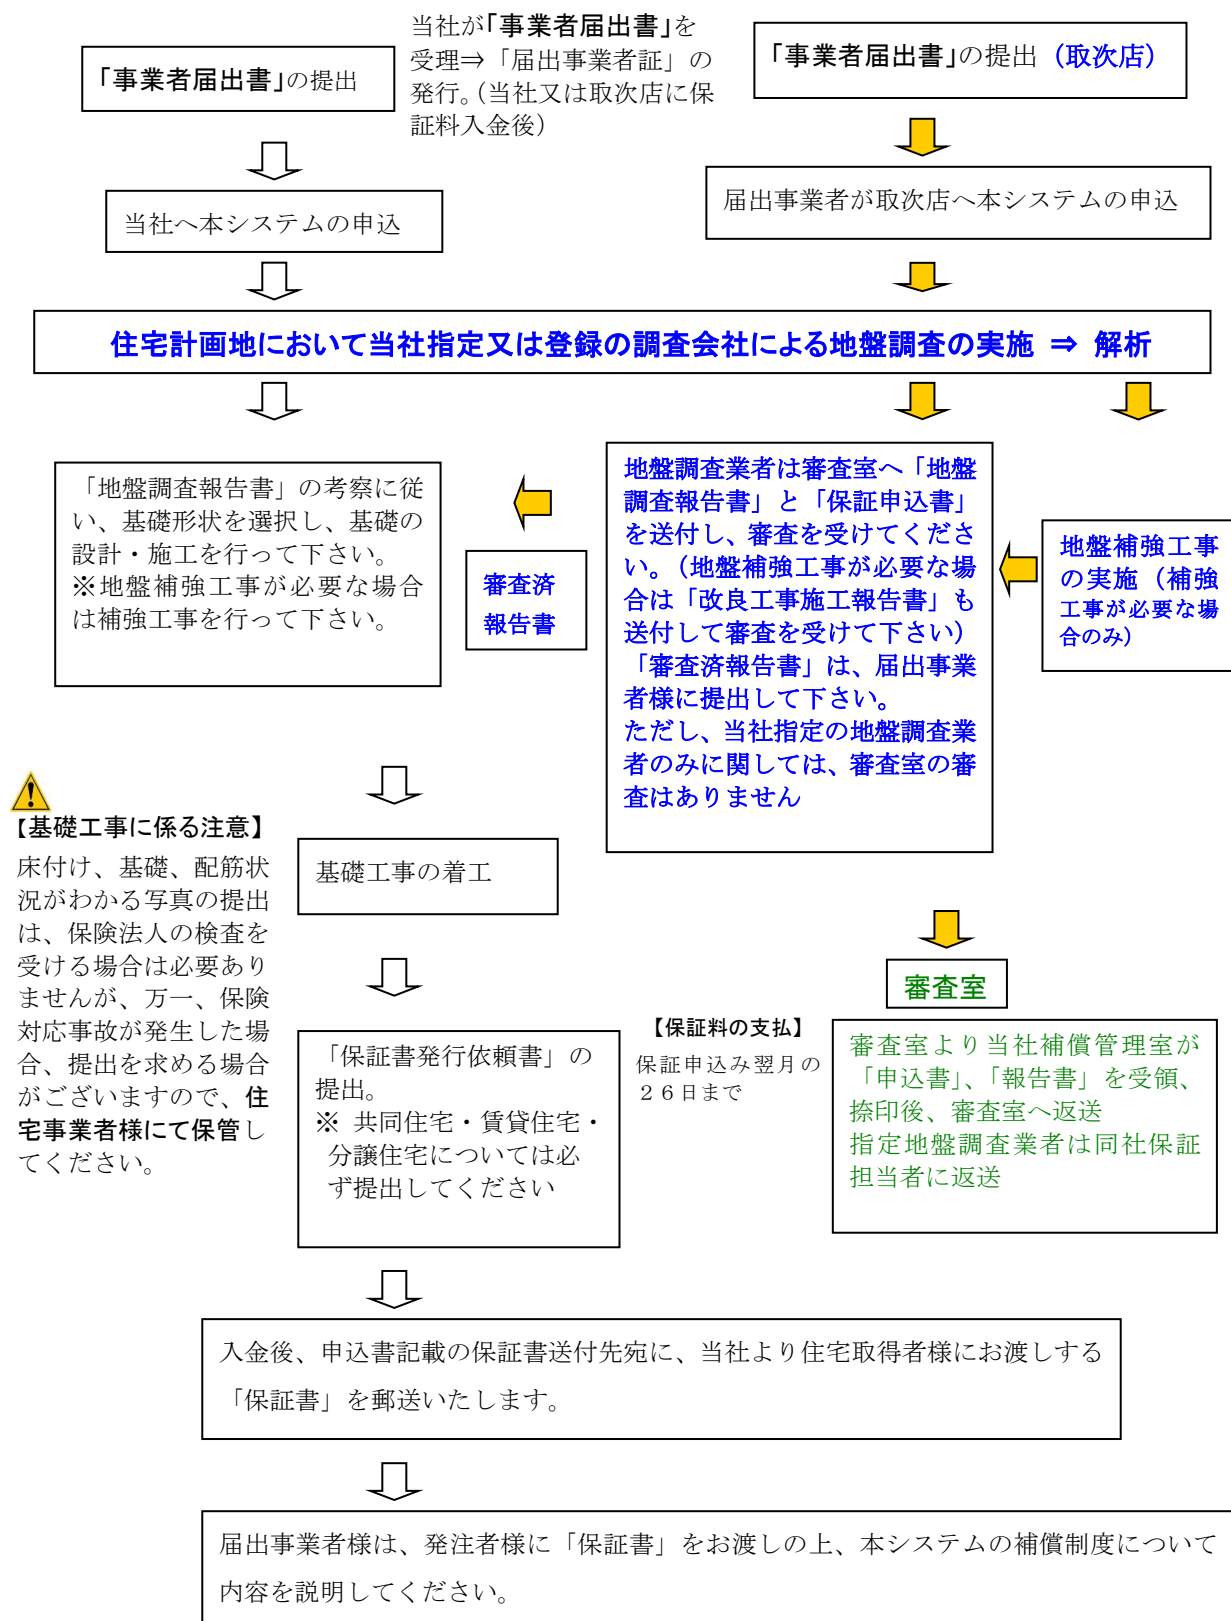 「事業者届出書」の提出
当社が「事業者届出書」を
受理⇒「届出事業者証」の
発行。（当社又は取次店に保
証料入金後）
「事業者届出書」の提出（取次店）
当社へ本システムの申込
届出事業者が取次店へ本システムの申込
住宅計画地において当社指定又は登録の調査会社による地盤調査の実施 ⇒ 解析
「地盤調査報告書」の考察に従
い、基礎形状を選択し、基礎の
設計・施工を行って下さい。
※地盤補強工事が必要な場合
は補強工事を行って下さい。
審査済
報告書
地盤調査業者は審査室へ「地盤
調査報告書」と「保証申込書」
を送付し、審査を受けてくださ
い。（地盤補強工事が必要な場
合は「改良工事施工報告書」も
送付して審査を受けて下さい）
「審査済報告書」は、届出事業
者様に提出して下さい。
ただし、当社指定の地盤調査業
者のみに関しては、審査室の審
査はありません
地盤補強工事
の実施（補強
工事が必要な場
合のみ）
【基礎工事に係る注意】
床付け、基礎、配筋状
況がわかる写真の提出
は、保険法人の検査を
受ける場合は必要あり
ませんが、万一、保険
対応事故が発生した場
合、提出を求める場合
がございますので、住
宅事業者様にて保管し
てください。
基礎工事の着工
「保証書発行依頼書」の
提出。
※ 共同住宅・賃貸住宅・
分譲住宅については必
ず提出してください
【保証料の支払】
保証申込み翌月の
２６日まで
審査室
審査室より当社補償管理室が
「申込書」、「報告書」を受領、
捺印後、審査室へ返送
指定地盤調査業者は同社保証
担当者に返送
入金後、申込書記載の保証書送付先宛に、当社より住宅取得者様にお渡しする
「保証書」を郵送いたします。
届出事業者様は、発注者様に「保証書」をお渡しの上、本システムの補償制度について
内容を説明してください。